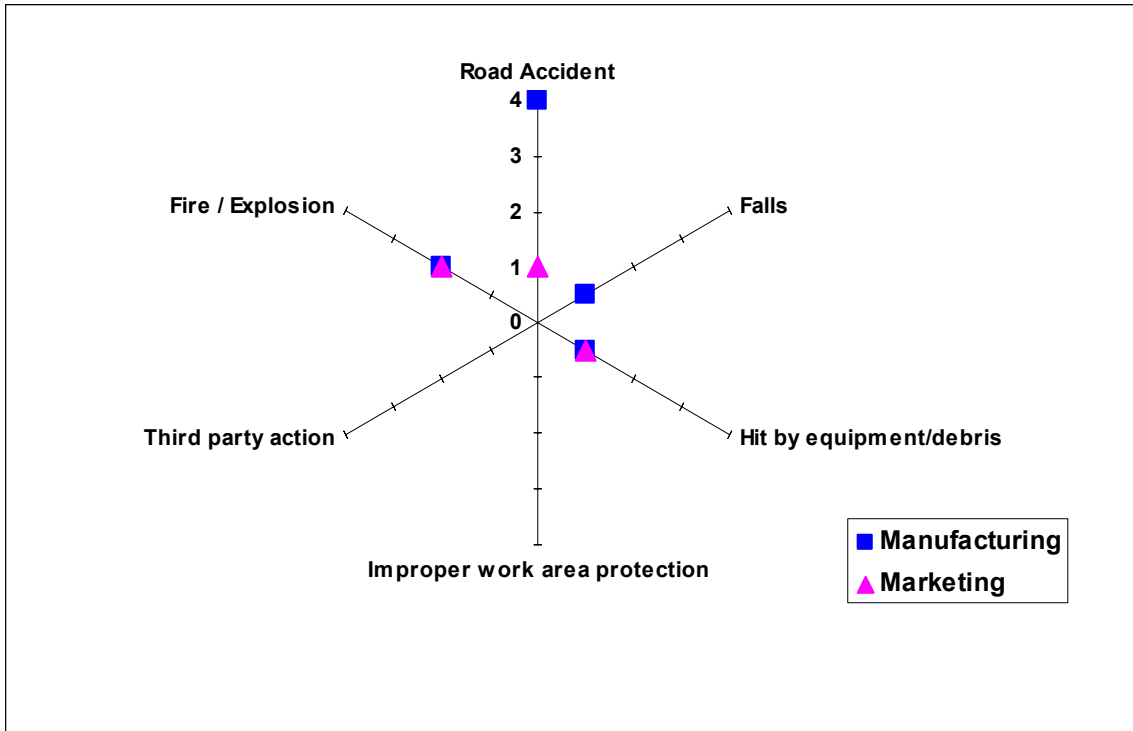 Road Accident
4
3
Fire / Explosion
2
Falls
1
0
Third party action
Hit by equipment/debris
Improper work area protection
Manufacturing
Marketing